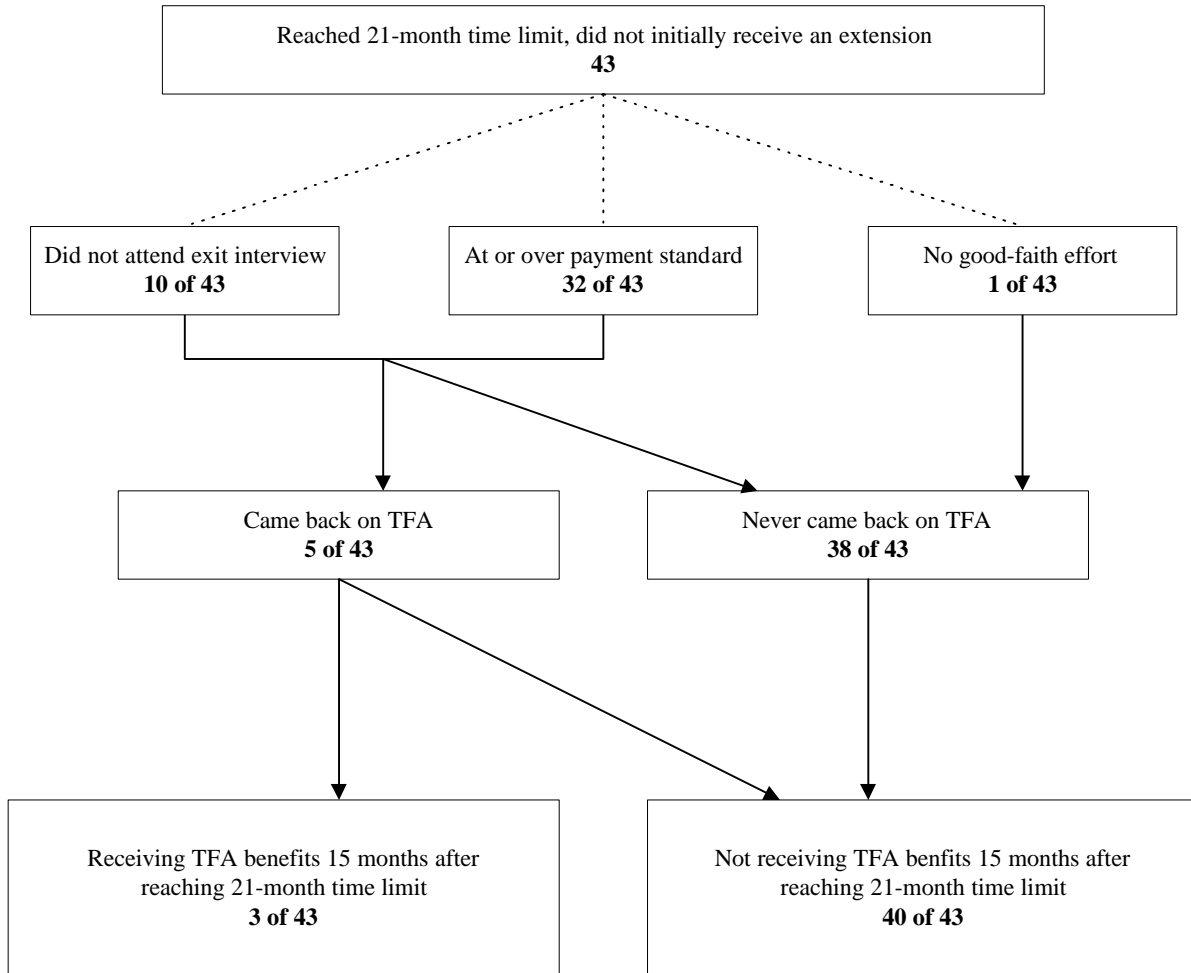 Reached 21-month time limit, did not initially receive an extension
43
Did not attend exit interview
10 of 43
At or over payment standard
32 of 43
No good-faith effort
1 of 43
Came back on TFA
5 of 43
Never came back on TFA
38 of 43
Receiving TFA benefits 15 months after
reaching 21-month time limit
3 of 43
Not receiving TFA benfits 15 months after
reaching 21-month time limit
40 of 43